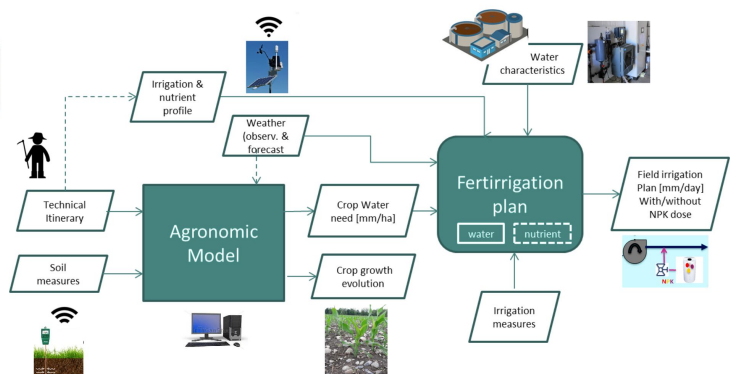 Water
characteristics
Irrigation &
nutrient
profile
Weather
(observ. &
forecast
Technical
Itinerary
Agronomic
Model
Crop Water
need [mm/ha]
Fertirrigation
plan
water
nutrient
Field irrigation
Plan [mm/day]
With/without
NPK dose
Soil
measures
Crop growth
evolution
Irrigation
measures
NPK